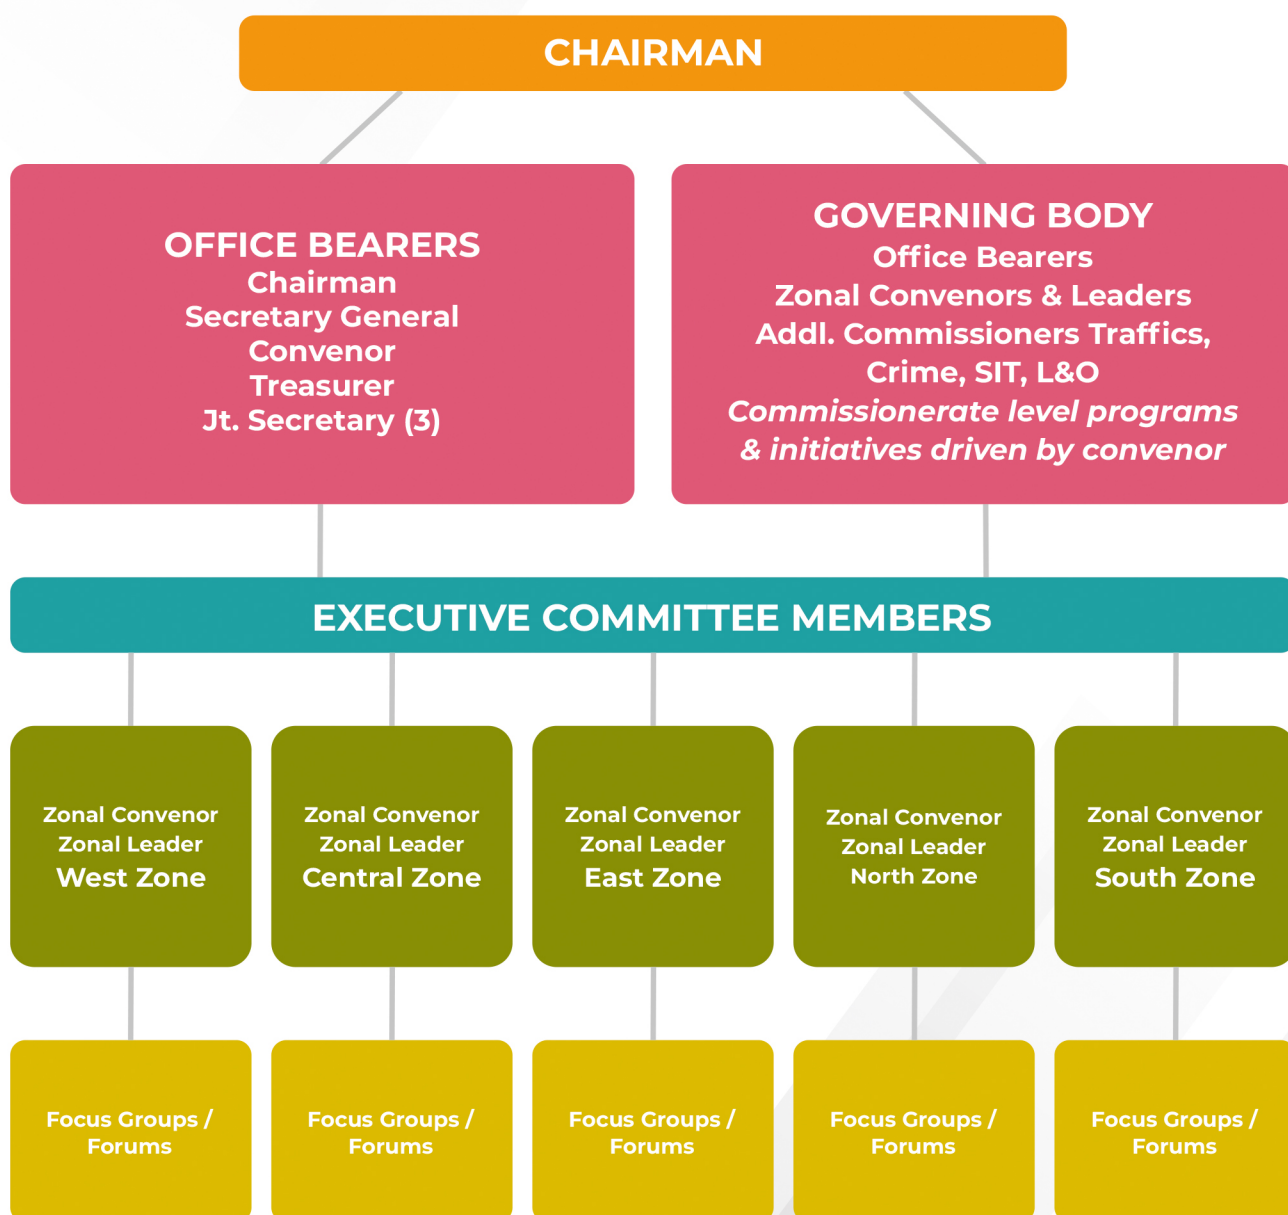 CHAIRMAN
OFFICE BEARERS
Chairman
Secretary General
Convenor
Treasurer
Jt. Secretary (3)
GOVERNING BODY
Office Bearers
Zonal Convenors & Leaders
Addl. Commissioners Traffics,
Crime, SIT, L&O
Commissionerate level programs
& initiatives driven by convenor
EXECUTIVE COMMITTEE MEMBERS
Zonal Convenor
Zonal Leader
West Zone
Zonal Convenor
Zonal Leader
Central Zone
Zonal Convenor
Zonal Leader
East Zone
Zonal Convenor
Zonal Leader
North Zone
Zonal Convenor
Zonal Leader
South Zone
Focus Groups /
Forums
Focus Groups /
Forums
Focus Groups /
Forums
Focus Groups /
Forums
Focus Groups /
Forums